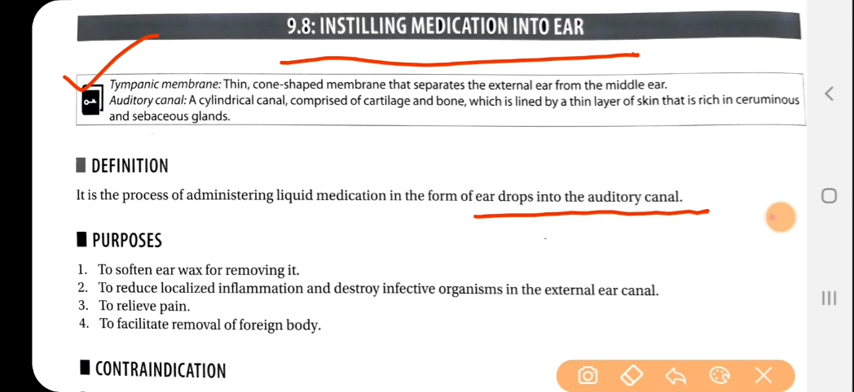 9.8: INSTILLING MEDICATION INTO EAR
Tympanic membrane: Thin, cone-shaped membrane that separates the external ear from the middle ear.
Auditory canal: A cylindrical canal, comprised of cartilage and bone, which is lined by a thin layer of skin that is rich in ceruminous
and sebaceous glands.
DEFINITION
It is the process of administering liquid medication in the form of ear drops into the auditory canal.
PURPOSES
1. To soften ear wax for removing it.
2. To reduce localized inflammation and destroy infective organisms in the external ear canal.
3. To relieve pain.
4. To facilitate removal of foreign body.
CONTRAINDICATION